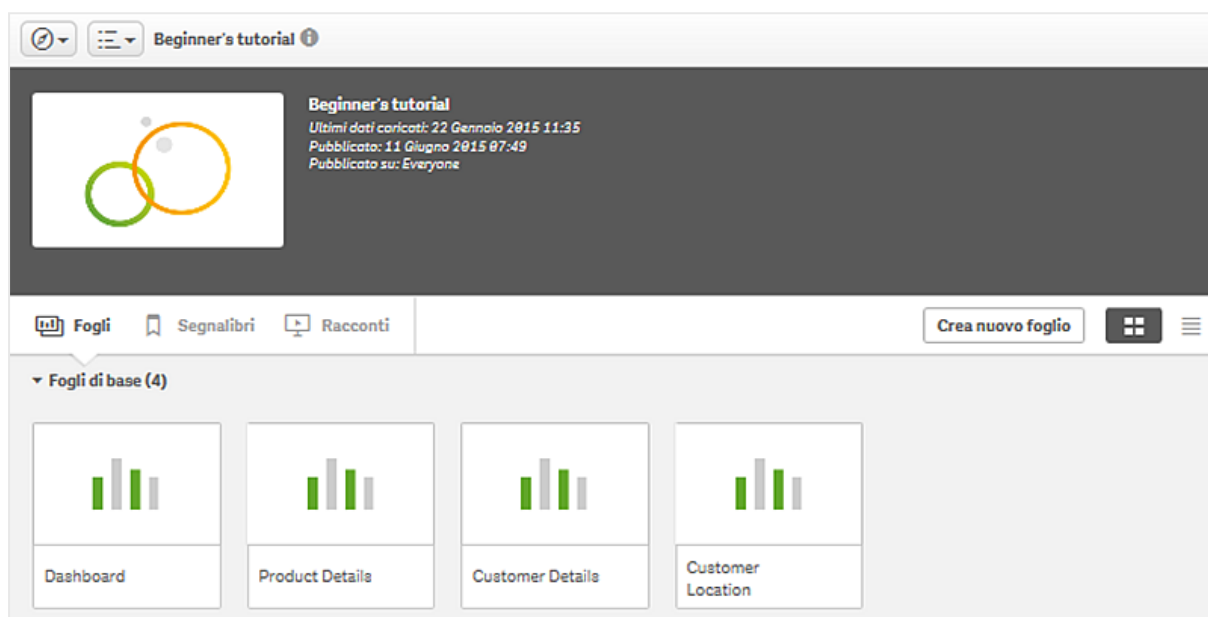 Beginner's tutorial
Beginner's tutorial
Ultimi dati caricati: 22 Gennaio 2015 11:35
Pubblicato: 11 Giugno 2015 07:49
Pubblicato su: Everyone
Fogli Segnalibri Racconti Crea nuovo foglio
Fogli di base (4)
Dashboard
Product Details
Customer Details
Customer
Location